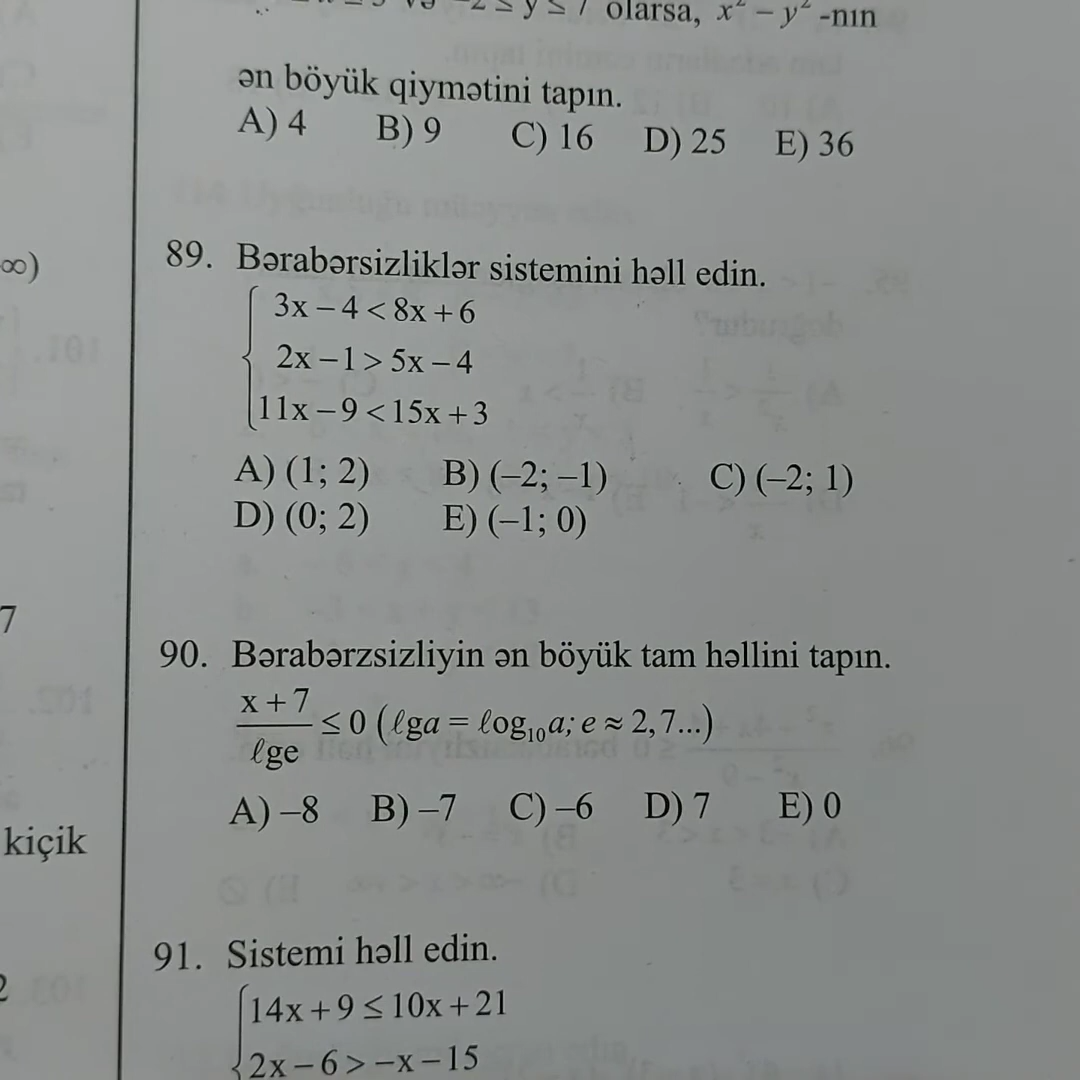 ≤ y ≤ 7 olarsa, x² – y² -nın
ən böyük qiymətini tapın.
A) 4 B) 9 C) 16 D) 25 E) 36
∞)
89. Bərabərsizliklər sistemini həll edin.
3x – 4 < 8x + 6
2x – 1 > 5x – 4
11x – 9 < 15x + 3
A) (1; 2) B) (–2; –1) C) (–2; 1)
D) (0; 2) E) (–1; 0)
7
90. Bərabərzsizliyin ən böyük tam həllini tapın.
x + 7
≤ 0 (ℓga = ℓog₁₀a; e ≈ 2,7...)
ℓge
A) –8 B) –7 C) –6 D) 7 E) 0
kiçik
91. Sistemi həll edin.
2
14x + 9 ≤ 10x + 21
2x – 6 > –x – 15